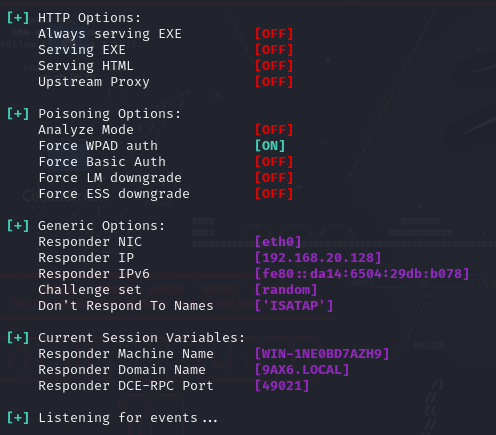 [+] HTTP Options:
Always serving EXE [OFF]
Serving EXE [OFF]
Serving HTML [OFF]
Upstream Proxy [OFF]
[+] Poisoning Options:
Analyze Mode [OFF]
Force WPAD auth [ON]
Force Basic Auth [OFF]
Force LM downgrade [OFF]
Force ESS downgrade [OFF]
[+] Generic Options:
Responder NIC [eth0]
Responder IP [192.168.20.128]
Responder IPv6 [fe80::da14:6504:29db:b078]
Challenge set [random]
Don't Respond To Names ['ISATAP']
[+] Current Session Variables:
Responder Machine Name [WIN-1NE0BD7AZH9]
Responder Domain Name [9AX6.LOCAL]
Responder DCE-RPC Port [49021]
[+] Listening for events...